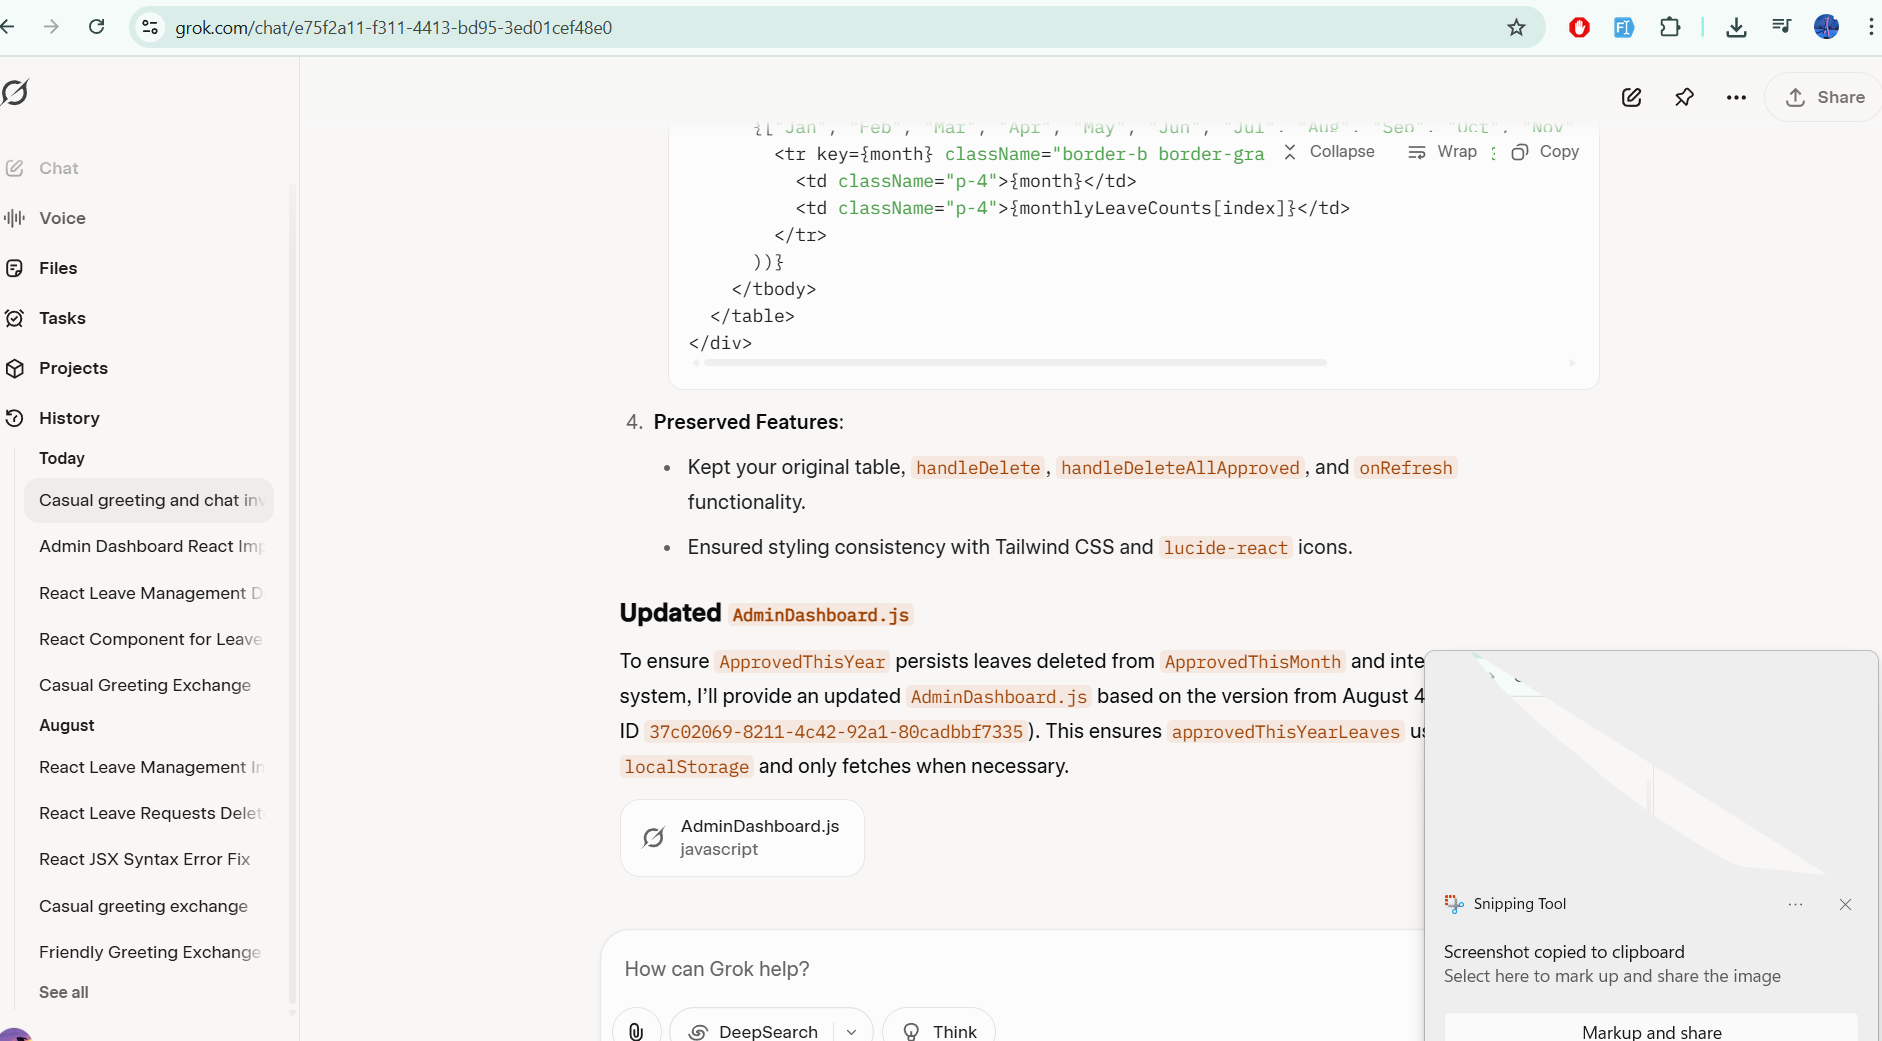 grok.com/chat/e75f2a11-f311-4413-bd95-3ed01cef48e0
Share
Chat
Voice
Files
Tasks
Projects
History
Today
Casual greeting and chat inv
Admin Dashboard React Imp
React Leave Management D
React Component for Leave
Casual Greeting Exchange
August
React Leave Management In
React Leave Requests Delet
React JSX Syntax Error Fix
Casual greeting exchange
Friendly Greeting Exchange
See all
{["Jan", "Feb", "Mar", "Apr", "May", "Jun", "Jul", "Aug", "Sep", "Oct", "Nov"
<tr key={month} className="border-b border-gra
Collapse Wrap Copy
<td className="p-4">{month}</td>
<td className="p-4">{monthlyLeaveCounts[index]}</td>
</tr>
))}
</tbody>
</table>
</div>
4. Preserved Features:
• Kept your original table, handleDelete, handleDeleteAllApproved, and onRefresh
functionality.
• Ensured styling consistency with Tailwind CSS and lucide-react icons.
Updated AdminDashboard.js
To ensure ApprovedThisYear persists leaves deleted from ApprovedThisMonth and inte
system, I’ll provide an updated AdminDashboard.js based on the version from August 4
ID 37c02069-8211-4c42-92a1-80cadbbf7335). This ensures approvedThisYearLeaves us
localStorage and only fetches when necessary.
AdminDashboard.js
javascript
How can Grok help?
DeepSearch
Think
Snipping Tool
Screenshot copied to clipboard
Select here to mark up and share the image
Markup and share